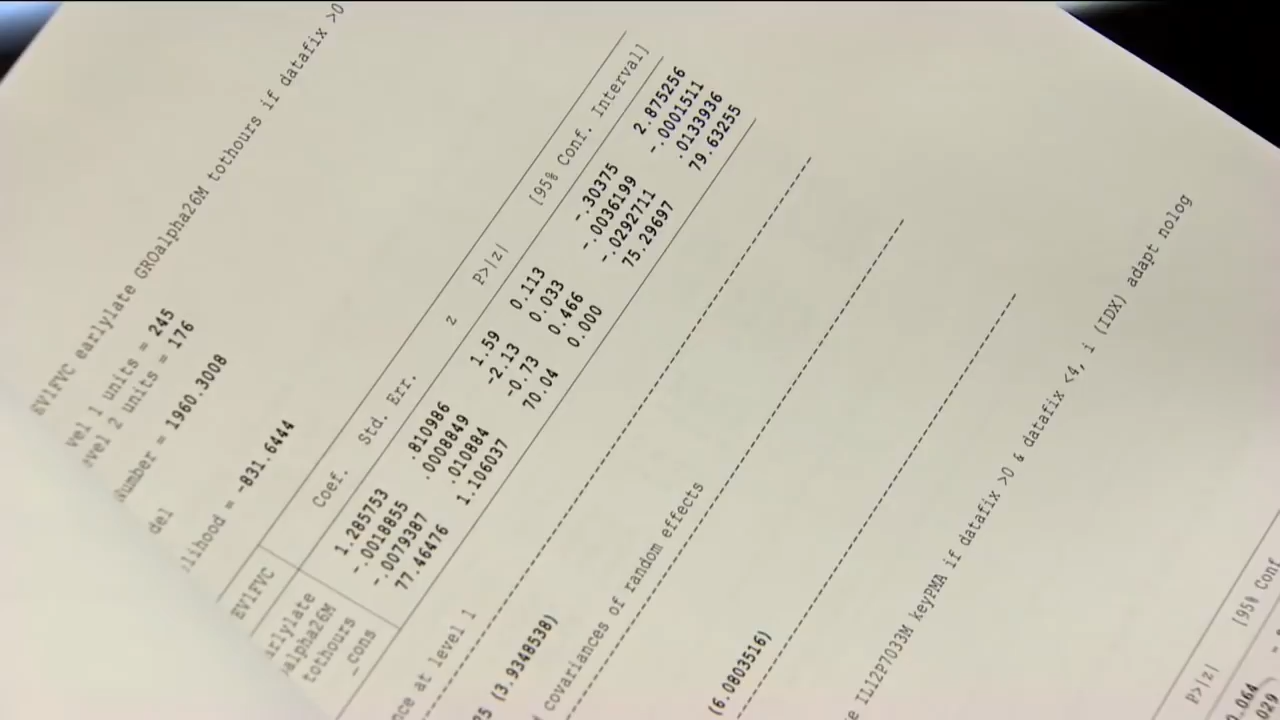 EV1FVC earlylate GROalpha26M tothours if datafix >0
vel 1 units = 245
vel 2 units = 176
Number = 1960.3008
del
lihood = -831.6444
EV1FVC Coef. Std. Err. z P>|z| [95% Conf. Interval]
arlylate 1.285753 .810986 1.59 0.113 -.30375 2.875256
alpha26M -.0018855 .0008849 -2.13 0.033 -.0036199 -.0001511
tothours -.0079387 .010884 -0.73 0.466 -.0292711 .0133936
_cons 77.46476 1.106037 70.04 0.000 75.29697 79.63255
nce at level 1
(3.9348538)
covariances of random effects
(6.0803516)
IL12P7033M keyPMA if datafix >0 & datafix <4, i (IDX) adapt nolog
P>|z| [95% Conf
.064